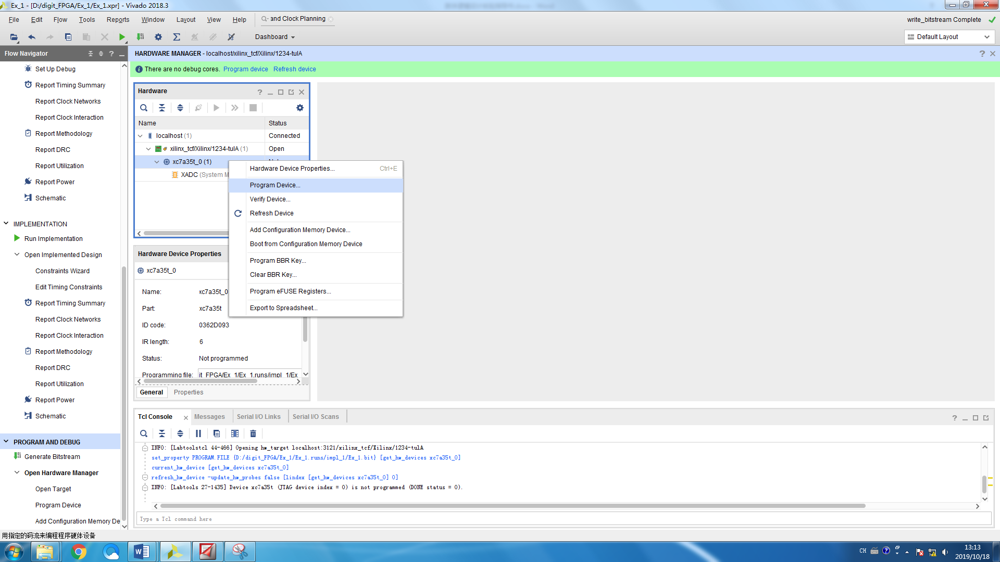 Ex_1 - [D:/digit_FPGA/Ex_1/Ex_1.xpr] - Vivado 2018.3
File Edit Flow Tools Reports Window Layout View Help
and Clock Planning
write_bitstream Complete
Dashboard
Default Layout
Flow Navigator
HARDWARE MANAGER - localhost/xilinx_tcf/Xilinx/1234-tulA
There are no debug cores. Program device Refresh device
Set Up Debug
Report Timing Summary
Report Clock Networks
Report Clock Interaction
Report Methodology
Report DRC
Report Utilization
Report Power
Schematic
IMPLEMENTATION
Run Implementation
Open Implemented Design
Constraints Wizard
Edit Timing Constraints
Report Timing Summary
Report Clock Networks
Report Clock Interaction
Report Methodology
Report DRC
Report Utilization
Report Power
Schematic
PROGRAM AND DEBUG
Generate Bitstream
Open Hardware Manager
Open Target
Program Device
Add Configuration Memory De
Hardware
Name Status
localhost (1) Connected
xilinx_tcf/Xilinx/1234-tulA (1) Open
xc7a35t_0 (1)
XADC (System M
Hardware Device Properties... Ctrl+E
Program Device...
Verify Device...
Refresh Device
Add Configuration Memory Device...
Boot from Configuration Memory Device
Program BBR Key...
Clear BBR Key...
Program eFUSE Registers...
Export to Spreadsheet...
Hardware Device Properties
xc7a35t_0
Name: xc7a35t_0
Part: xc7a35t
ID code: 0362D093
IR length: 6
Status: Not programmed
Programming file: it_FPGA/Ex_1/Ex_1.runs/impl_1/Ex_
General Properties
Tcl Console Messages Serial I/O Links Serial I/O Scans
INFO: [Labtoolstcl 44-466] Opening hw_target localhost:3121/xilinx_tcf/Xilinx/1234-tulA
set_property PROGRAM.FILE {D:/digit_FPGA/Ex_1/Ex_1.runs/impl_1/Ex_1.bit} [get_hw_devices xc7a35t_0]
current_hw_device [get_hw_devices xc7a35t_0]
refresh_hw_device -update_hw_probes false [lindex [get_hw_devices xc7a35t_0] 0]
INFO: [Labtools 27-1435] Device xc7a35t (JTAG device index = 0) is not programmed (DONE status = 0).
Type a Tcl command here
用指定的码流来编程程序硬体设备
CH
13:13
2019/10/18